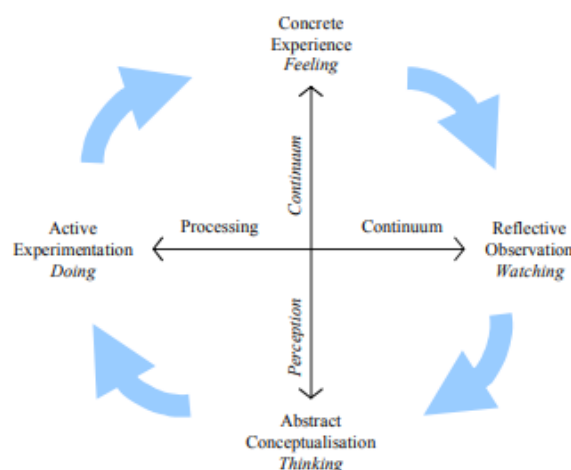 Concrete
Experience
Feeling
Continuum
Active
Experimentation
Doing
Processing
Continuum
Reflective
Observation
Watching
Perception
Abstract
Conceptualisation
Thinking